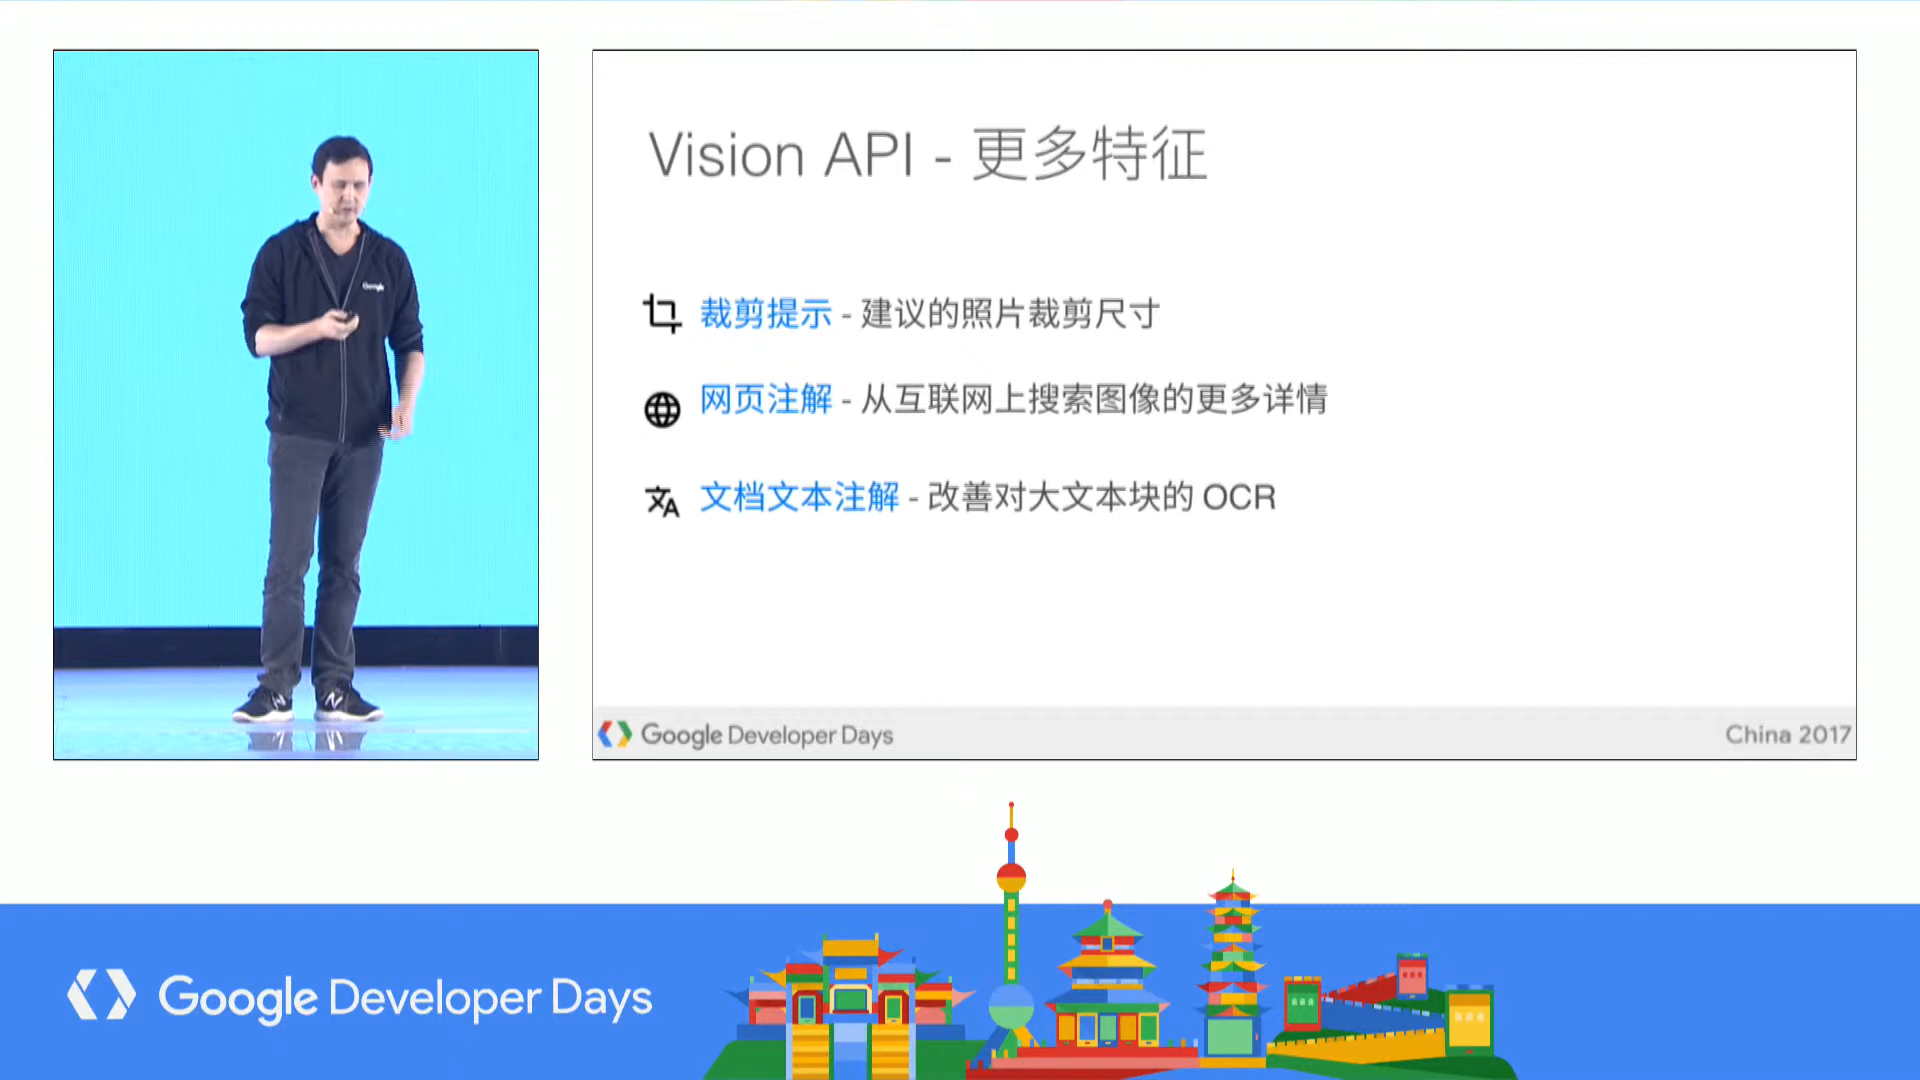 Google
Vision API - 更多特征
裁剪提示 - 建议的照片裁剪尺寸
网页注解 - 从互联网上搜索图像的更多详情
文档文本注解 - 改善对大文本块的 OCR
Google Developer Days
China 2017
Google Developer Days